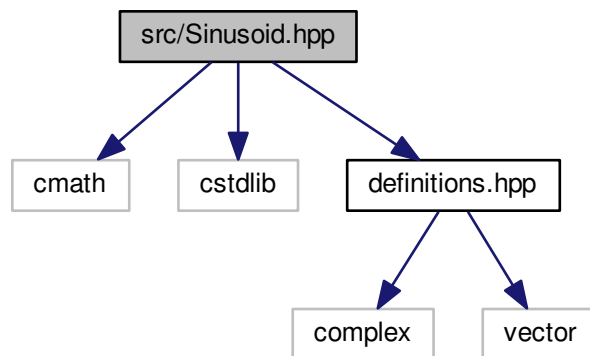 src/Sinusoid.hpp
cmath
cstdlib
definitions.hpp
complex
vector